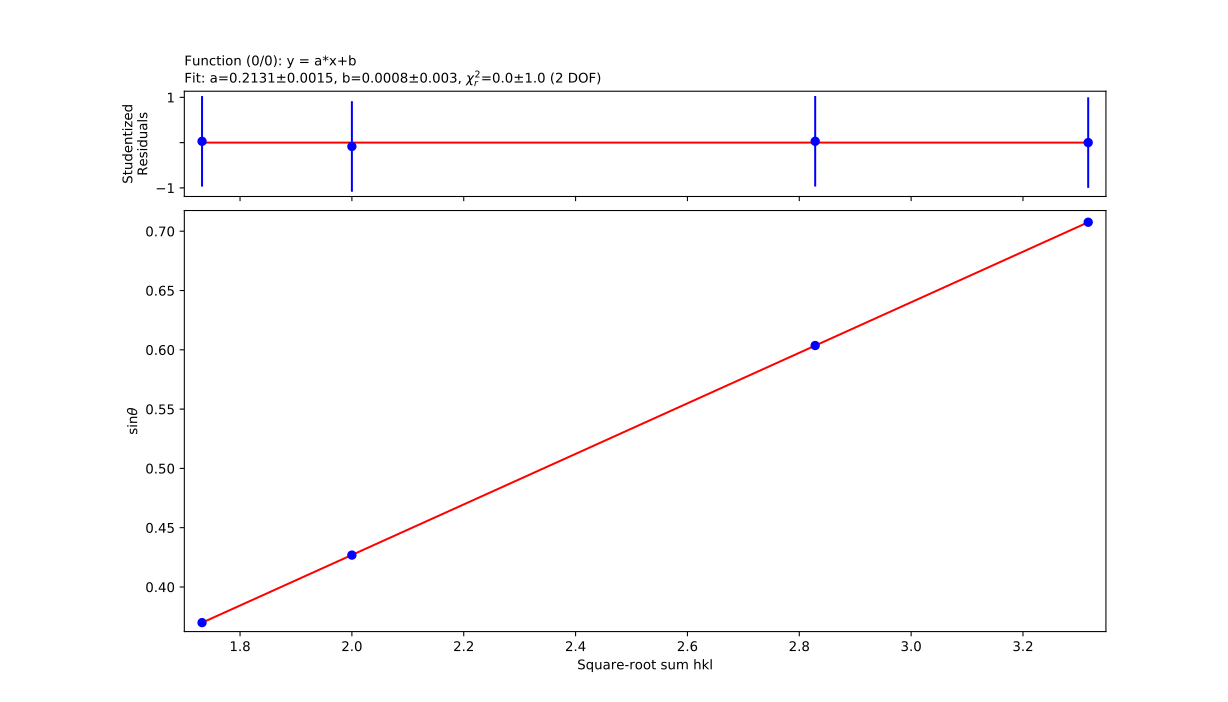 Function (0/0): y = a*x+b
Fit: a=0.2131±0.0015, b=0.0008±0.003, χ²ᵣ=0.0±1.0 (2 DOF)
1
−1
Studentized
Residuals
0.70
0.65
0.60
0.55
0.50
0.45
0.40
sinθ
1.8 2.0 2.2 2.4 2.6 2.8 3.0 3.2
Square-root sum hkl